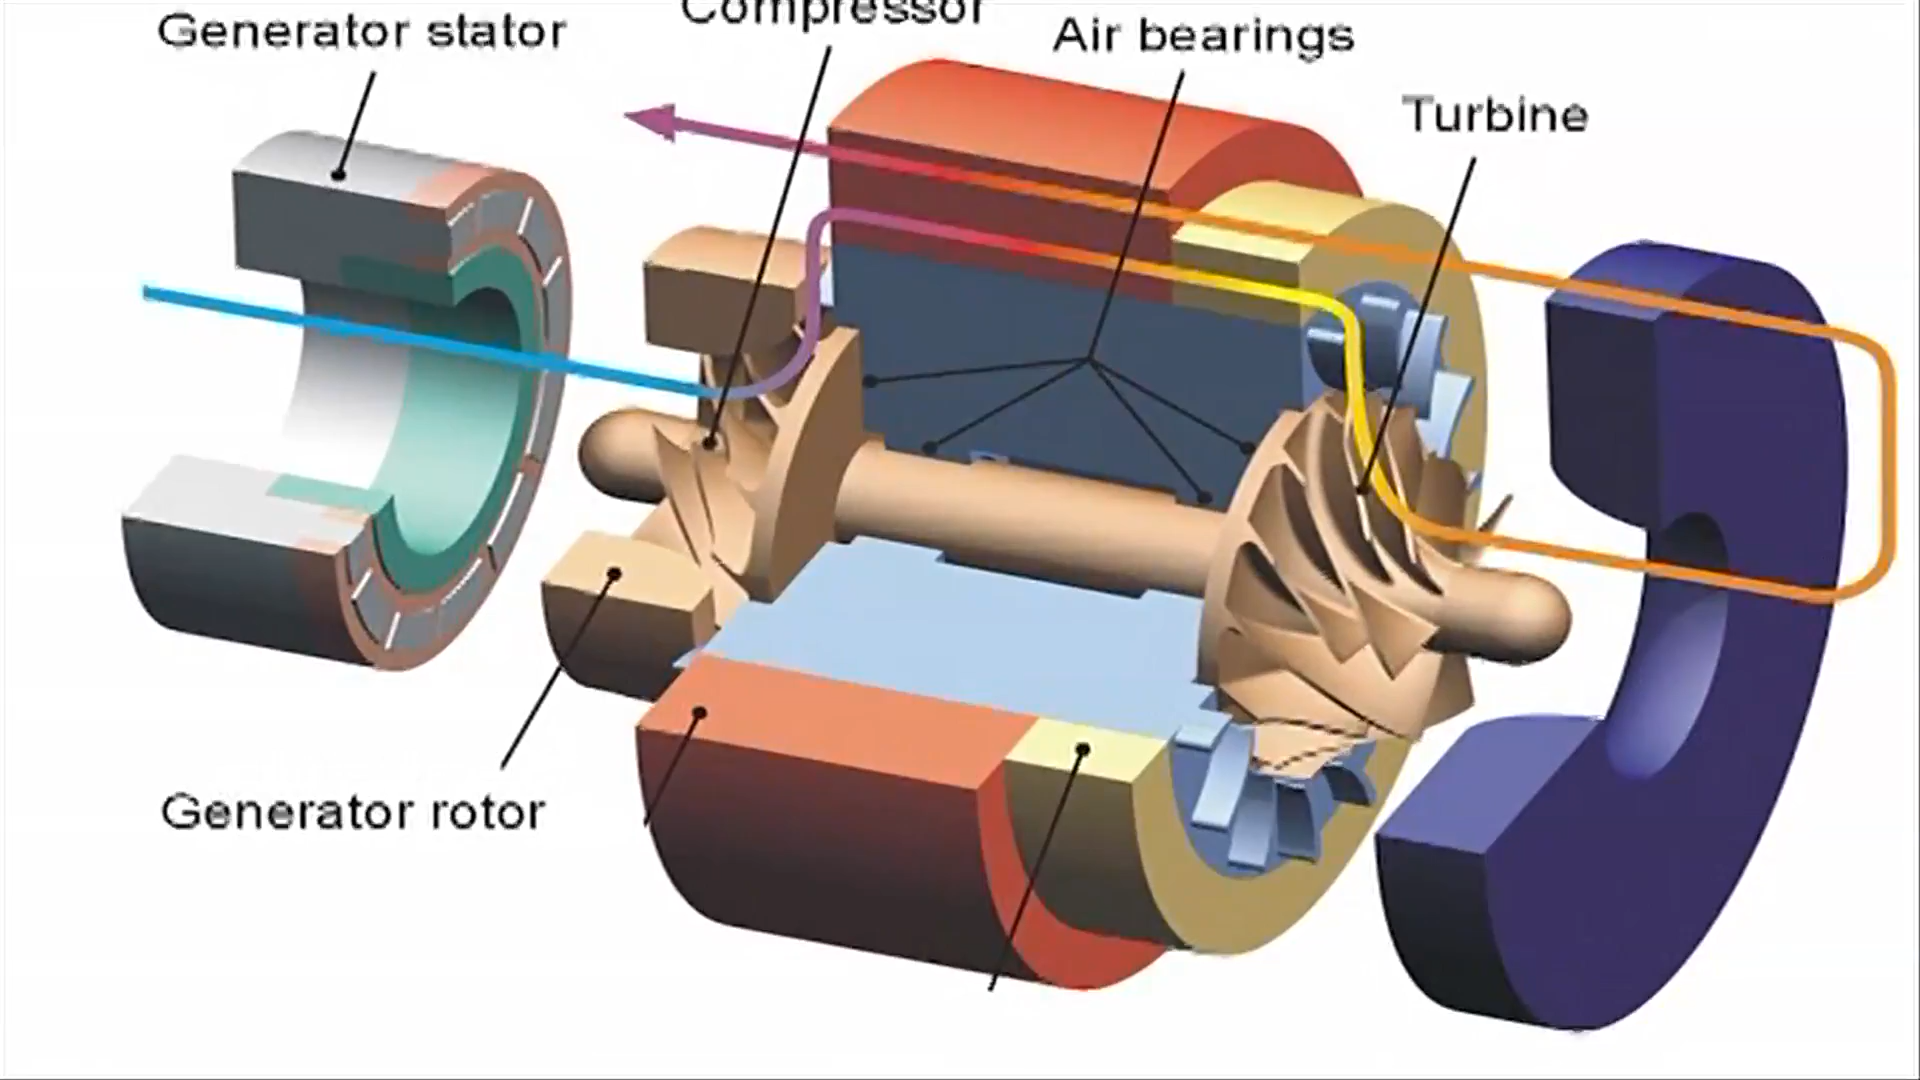 Compressor
Generator stator
Air bearings
Turbine
Generator rotor